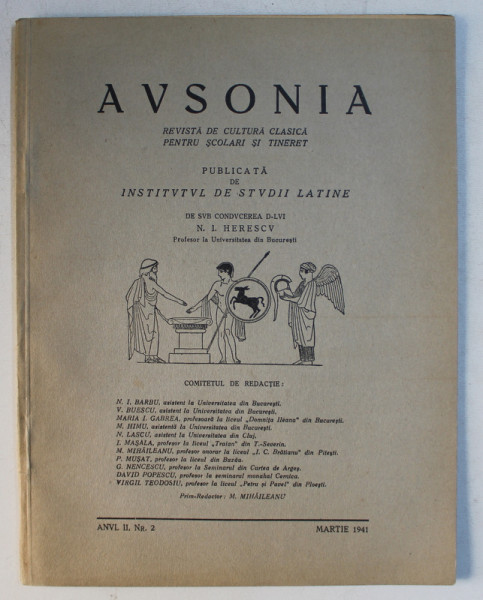 AVSONIA
REVISTĂ DE CULTURĂ CLASICĂ
PENTRU ȘCOLARI ȘI TINERET
PUBLICATĂ
DE
INSTITVTVL DE STVDII LATINE
DE SVB CONDVCEREA D-LVI
N. I. HERESCV
Profesor la Universitatea din București
COMITETUL DE REDACȚIE:
N. I. BARBU, asistent la Universitatea din București.
V. BUESCU, asistent la Universitatea din București.
MARIA I. GABREA, profesoară la liceul „Domnița Ileana" din București.
M. HIMU, asistentă la Universitatea din București.
N. LASCU, asistent la Universitatea din Cluj.
I. MAȘALA, profesor la liceul „Traian" din T.-Severin.
M. MIHĂILEANU, profesor onorar la liceul „I. C. Brătianu" din Pitești.
P. MUȘAT, profesor la liceul din Buzău.
G. NENCESCU, profesor la Seminarul din Curtea de Argeș.
DAVID POPESCU, profesor la seminarul monahal Cernica.
VIRGIL TEODOSIU, profesor la liceul „Petru și Pavel" din Ploești.
Prim-Redactor: M. MIHĂILEANU
ANVL II, NR. 2
MARTIE 1941